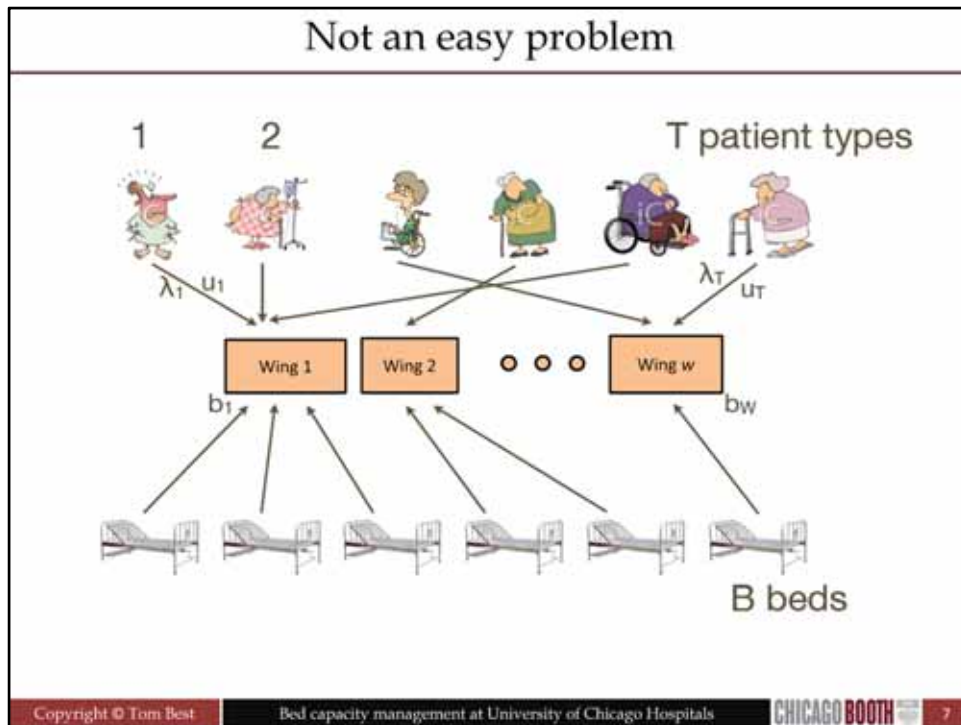 Not an easy problem
1 2 T patient types
λ1 u1 λT uT
Wing 1 Wing 2 Wing w
b1 bW
B beds
Copyright © Tom Best Bed capacity management at University of Chicago Hospitals CHICAGO BOOTH 7